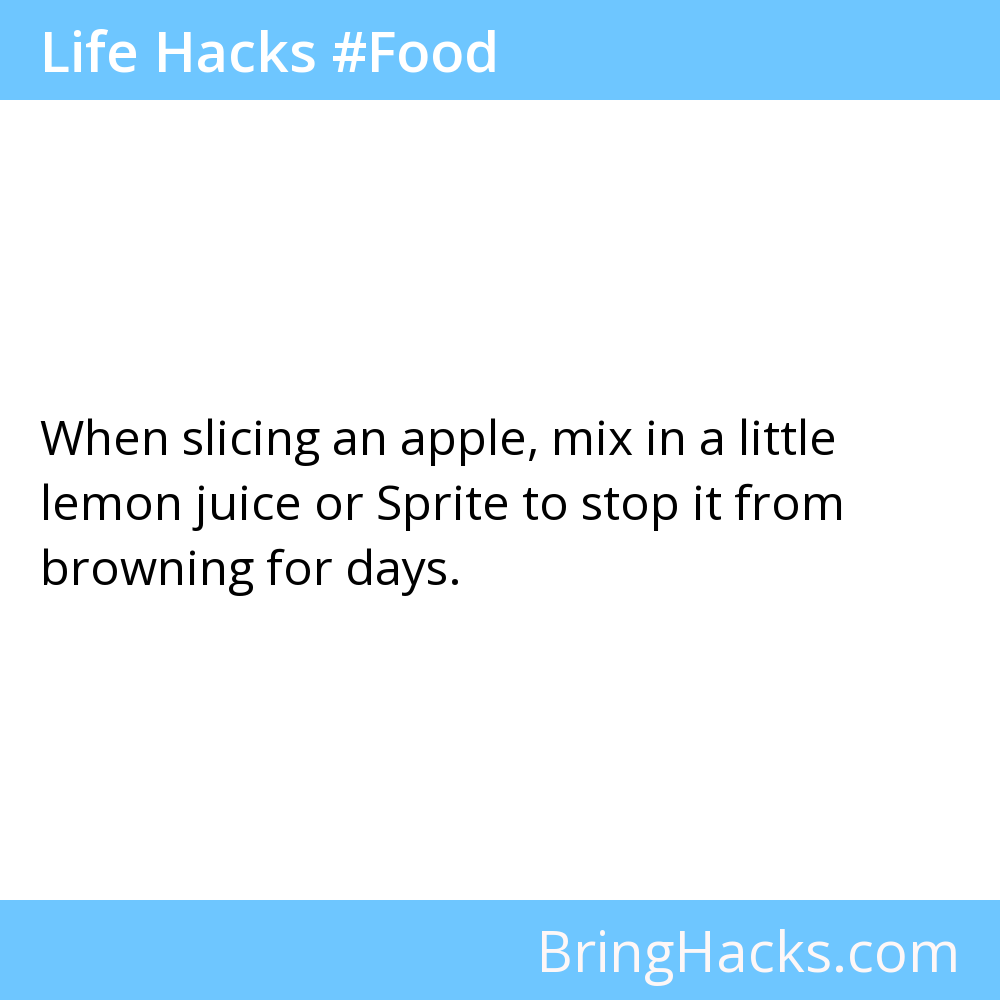 Life Hacks #Food
When slicing an apple, mix in a little
lemon juice or Sprite to stop it from
browning for days.
BringHacks.com